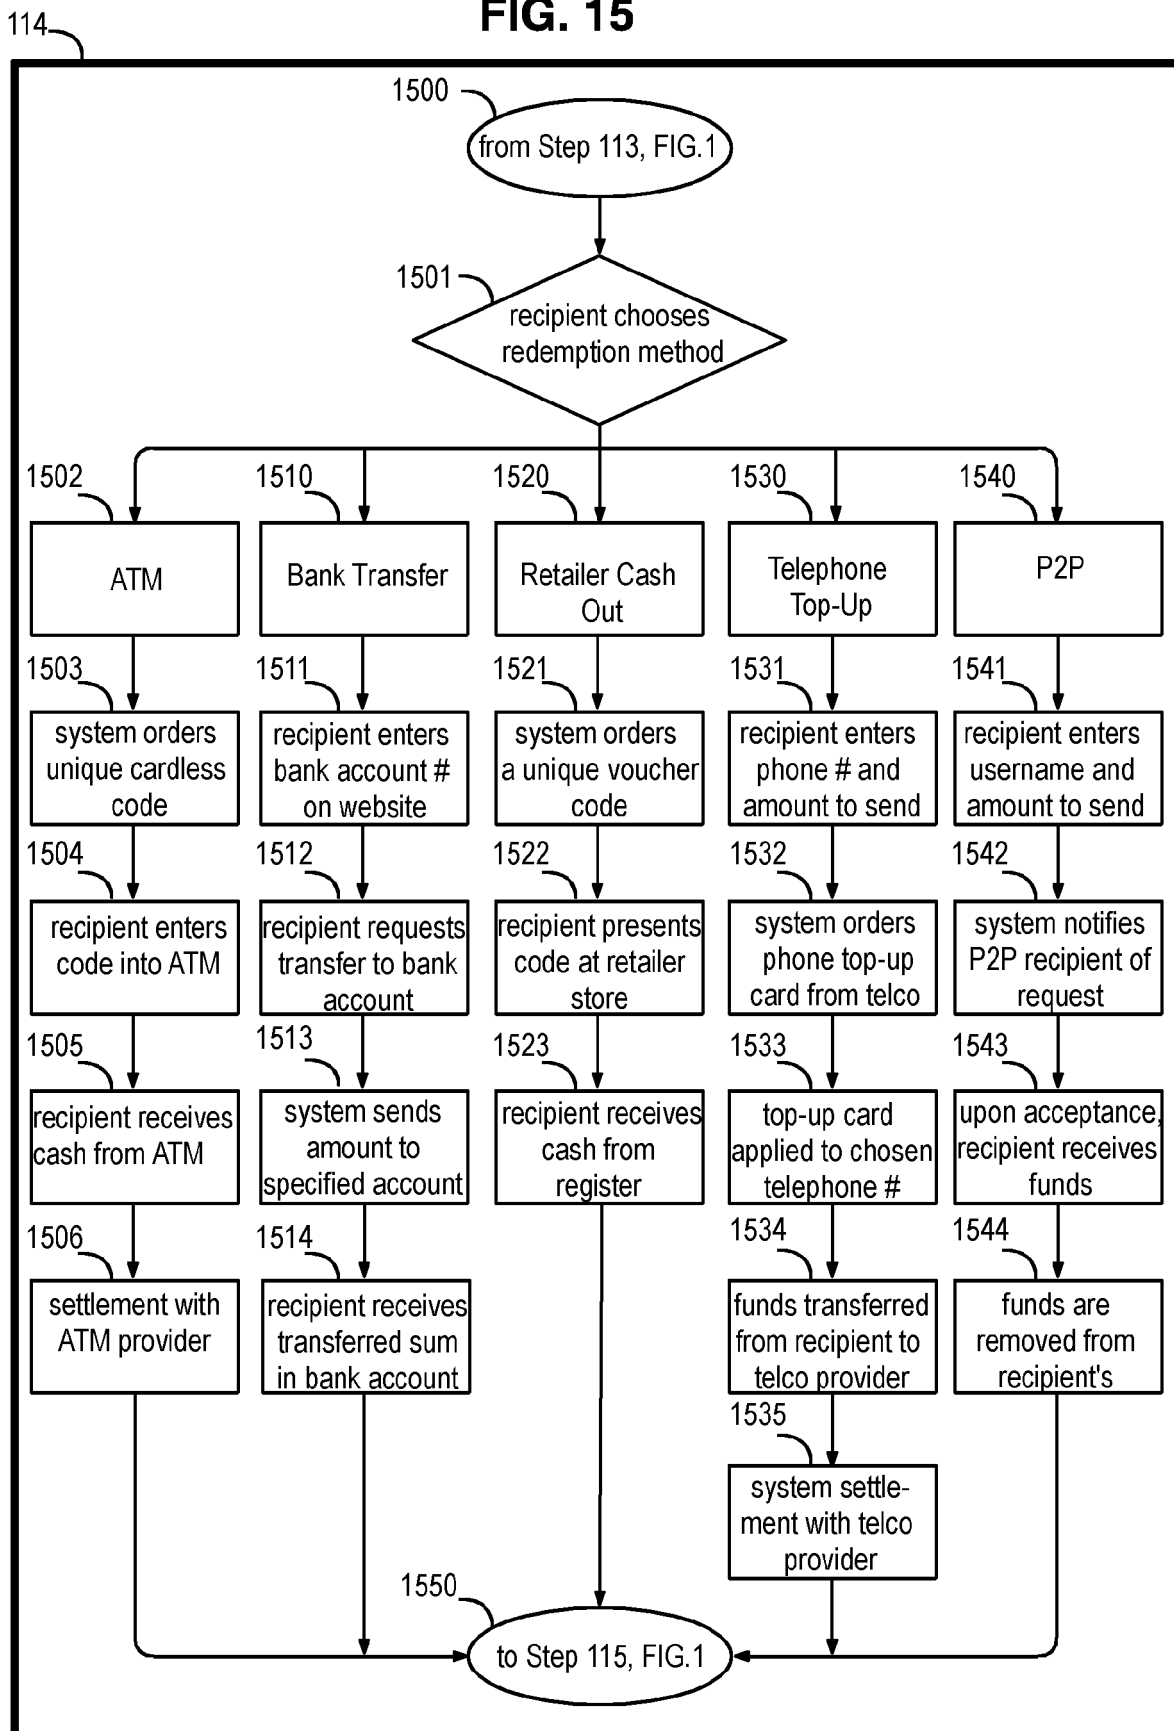 FIG. 15
114
1500
from Step 113, FIG.1
1501
recipient chooses
redemption method
1502
ATM
1503
system orders
unique cardless
code
1504
recipient enters
code into ATM
1505
recipient receives
cash from ATM
1506
settlement with
ATM provider
1510
Bank Transfer
1511
recipient enters
bank account #
on website
1512
recipient requests
transfer to bank
account
1513
system sends
amount to
specified account
1514
recipient receives
transferred sum
in bank account
1520
Retailer Cash
Out
1521
system orders
a unique voucher
code
1522
recipient presents
code at retailer
store
1523
recipient receives
cash from
register
1530
Telephone
Top-Up
1531
recipient enters
phone # and
amount to send
1532
system orders
phone top-up
card from telco
1533
top-up card
applied to chosen
telephone #
1534
funds transferred
from recipient to
telco provider
1535
system settle-
ment with telco
provider
1540
P2P
1541
recipient enters
username and
amount to send
1542
system notifies
P2P recipient of
request
1543
upon acceptance,
recipient receives
funds
1544
funds are
removed from
recipient's
1550
to Step 115, FIG.1